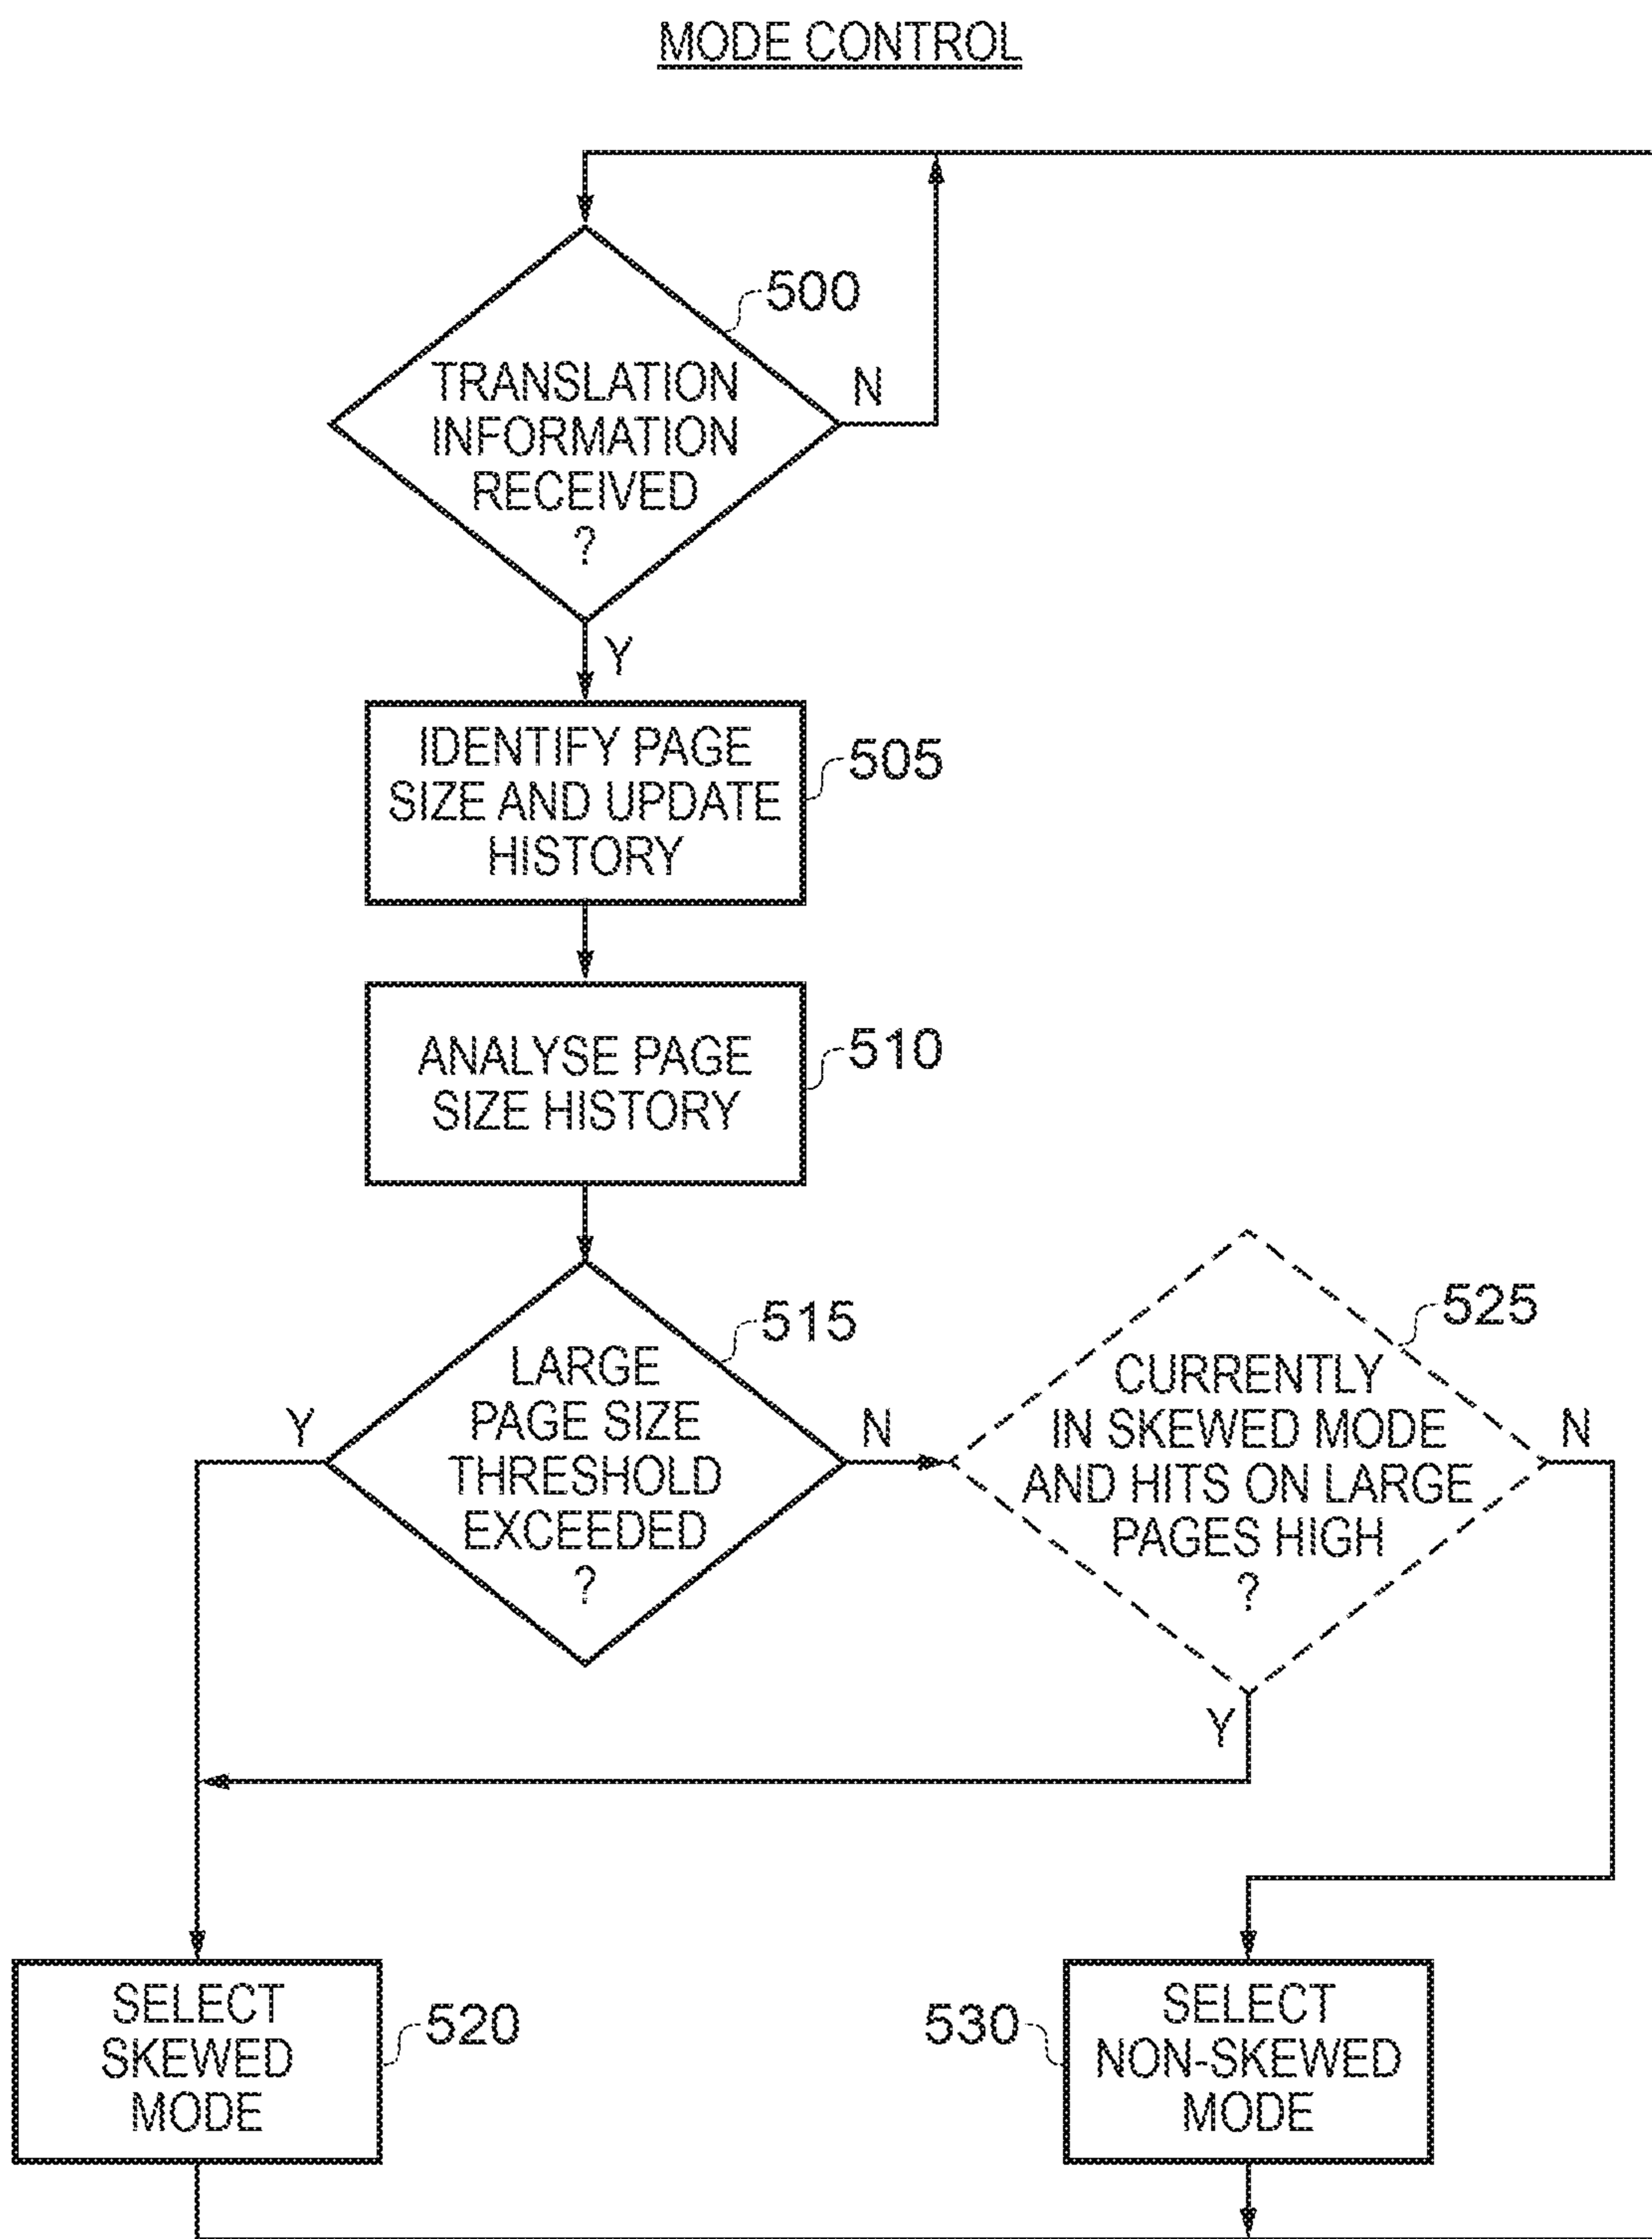 MODE CONTROL
500
TRANSLATION
INFORMATION
RECEIVED
?
N
Y
IDENTIFY PAGE
SIZE AND UPDATE
HISTORY
505
ANALYSE PAGE
SIZE HISTORY
510
515
LARGE
PAGE SIZE
THRESHOLD
EXCEEDED
?
Y
N
525
CURRENTLY
IN SKEWED MODE
AND HITS ON LARGE
PAGES HIGH
?
N
Y
SELECT
SKEWED
MODE
520
530
SELECT
NON-SKEWED
MODE